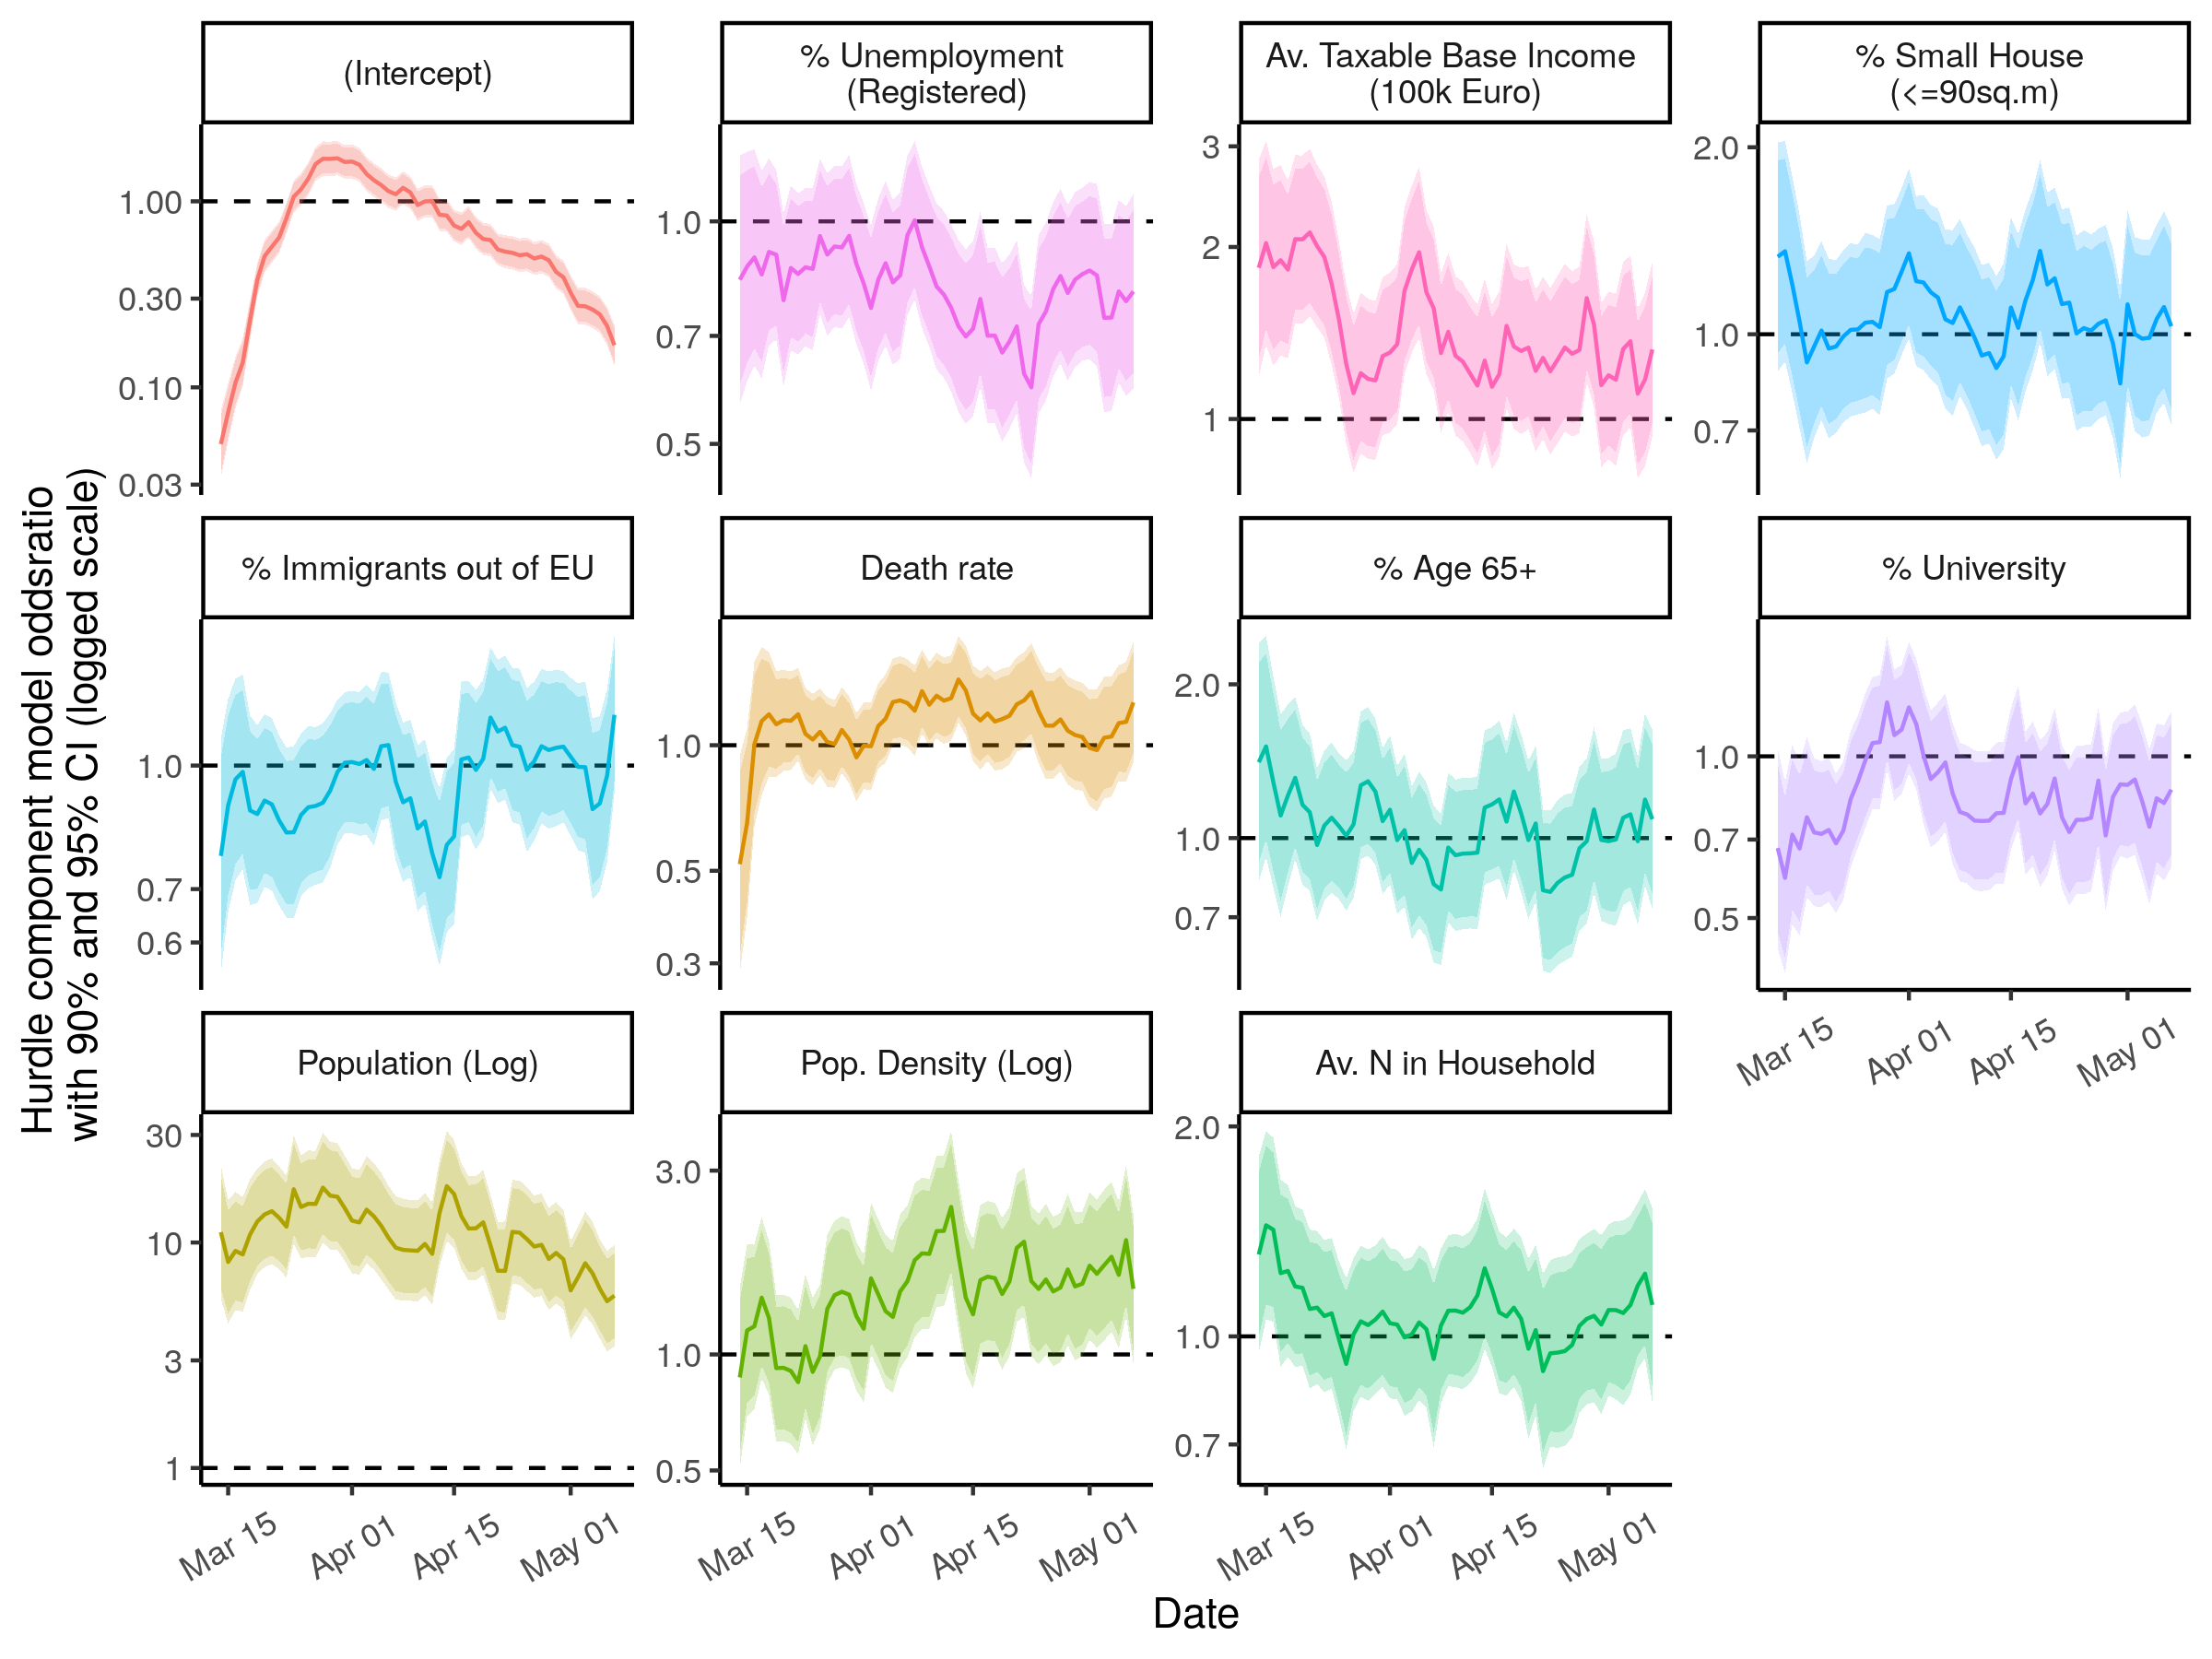 (Intercept)
% Unemployment
(Registered)
Av. Taxable Base Income
(100k Euro)
% Small House
(<=90sq.m)
1.00
0.30
0.10
0.03
1.0
0.7
0.5
3
2
1
2.0
1.0
0.7
% Immigrants out of EU
Death rate
% Age 65+
% University
1.0
0.7
0.6
1.0
0.5
0.3
2.0
1.0
0.7
1.0
0.7
0.5
Mar 15
Apr 01
Apr 15
May 01
Population (Log)
Pop. Density (Log)
Av. N in Household
30
10
3
1
3.0
1.0
0.5
2.0
1.0
0.7
Mar 15
Apr 01
Apr 15
May 01
Mar 15
Apr 01
Apr 15
May 01
Mar 15
Apr 01
Apr 15
May 01
Date
Hurdle component model oddsratio
with 90% and 95% CI (logged scale)